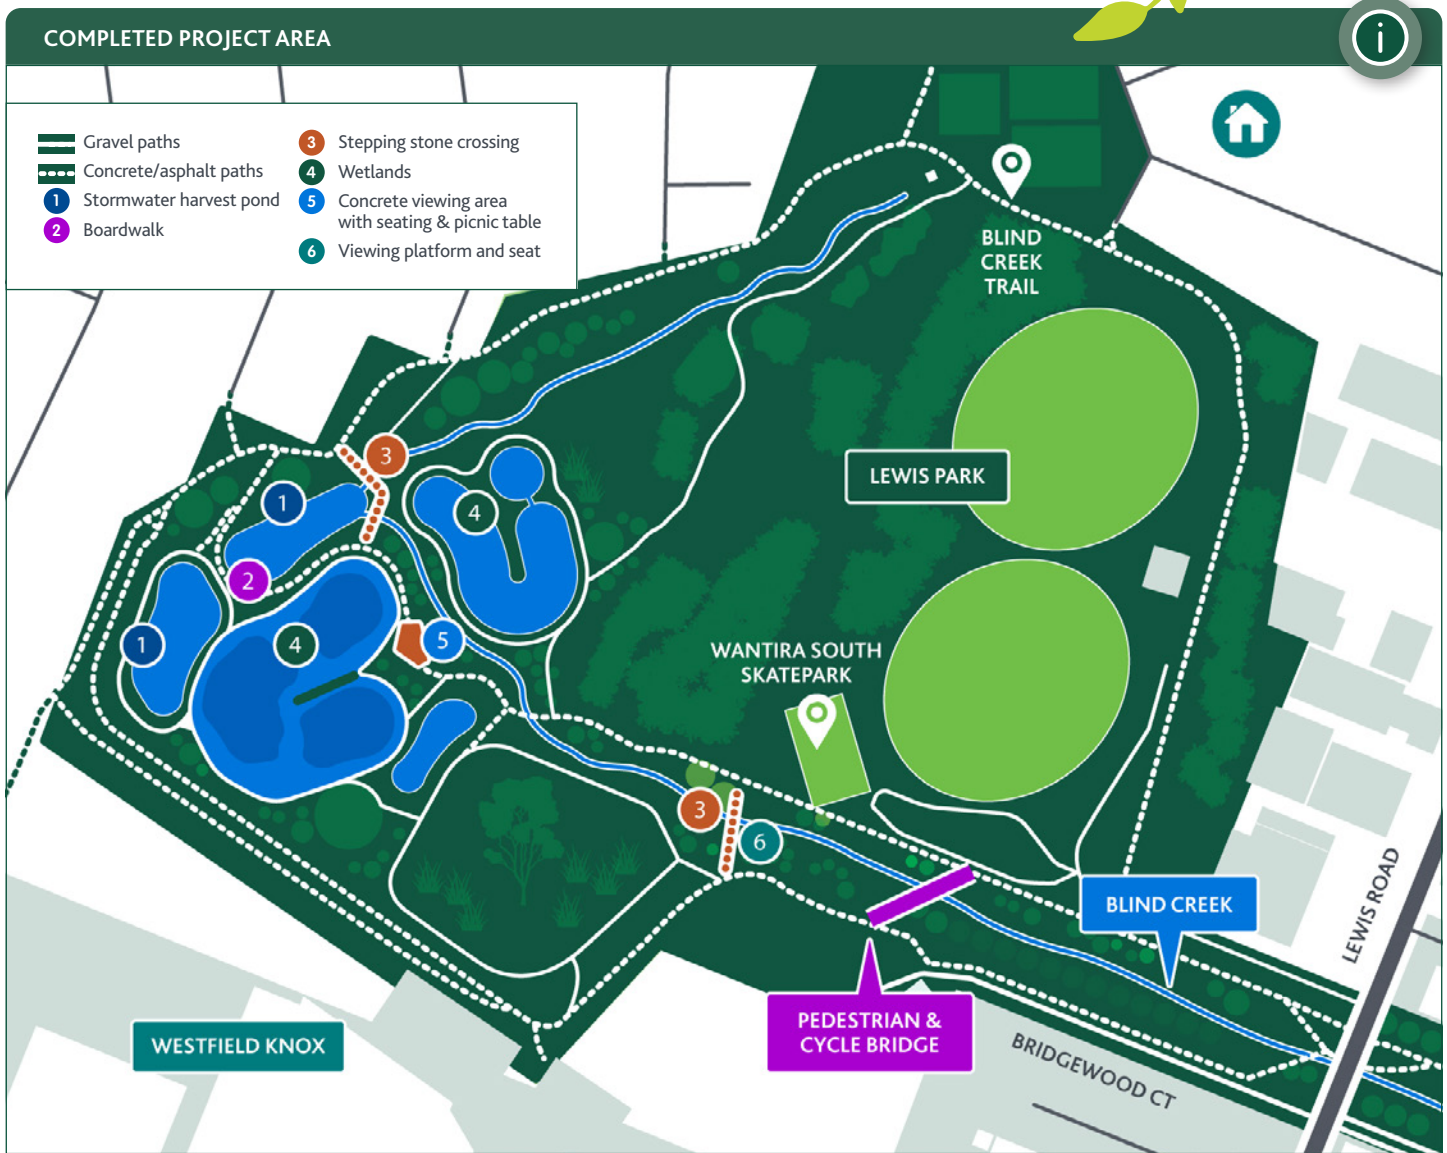 COMPLETED PROJECT AREA
i
Gravel paths
Concrete/asphalt paths
1 Stormwater harvest pond
2 Boardwalk
3 Stepping stone crossing
4 Wetlands
5 Concrete viewing area
with seating & picnic table
6 Viewing platform and seat
BLIND
CREEK
TRAIL
3
1
4
LEWIS PARK
2
1
4
5
WANTIRA SOUTH
SKATEPARK
3
6
BLIND CREEK
LEWIS ROAD
PEDESTRIAN &
CYCLE BRIDGE
WESTFIELD KNOX
BRIDGEWOOD CT